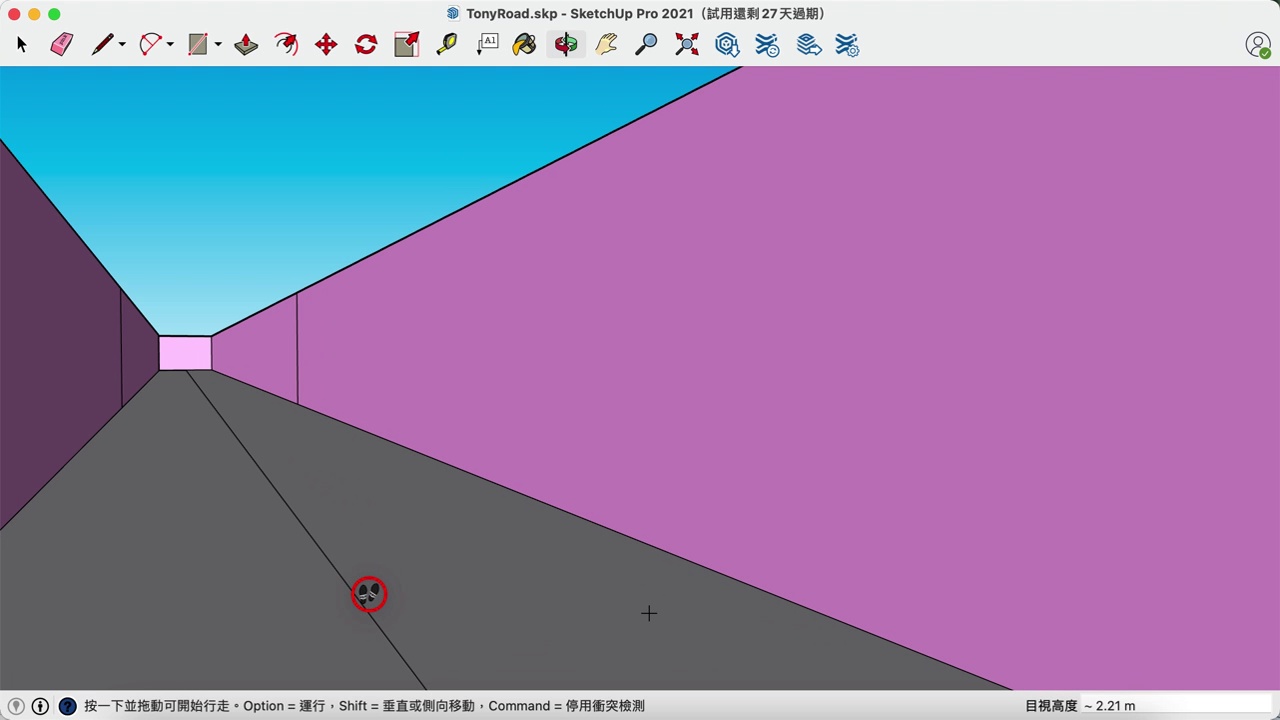 TonyRoad.skp - SketchUp Pro 2021（試用還剩 27 天過期）
A1
按一下並拖動可開始行走。Option = 運行，Shift = 垂直或側向移動，Command = 停用衝突檢測
目視高度 ~ 2.21 m